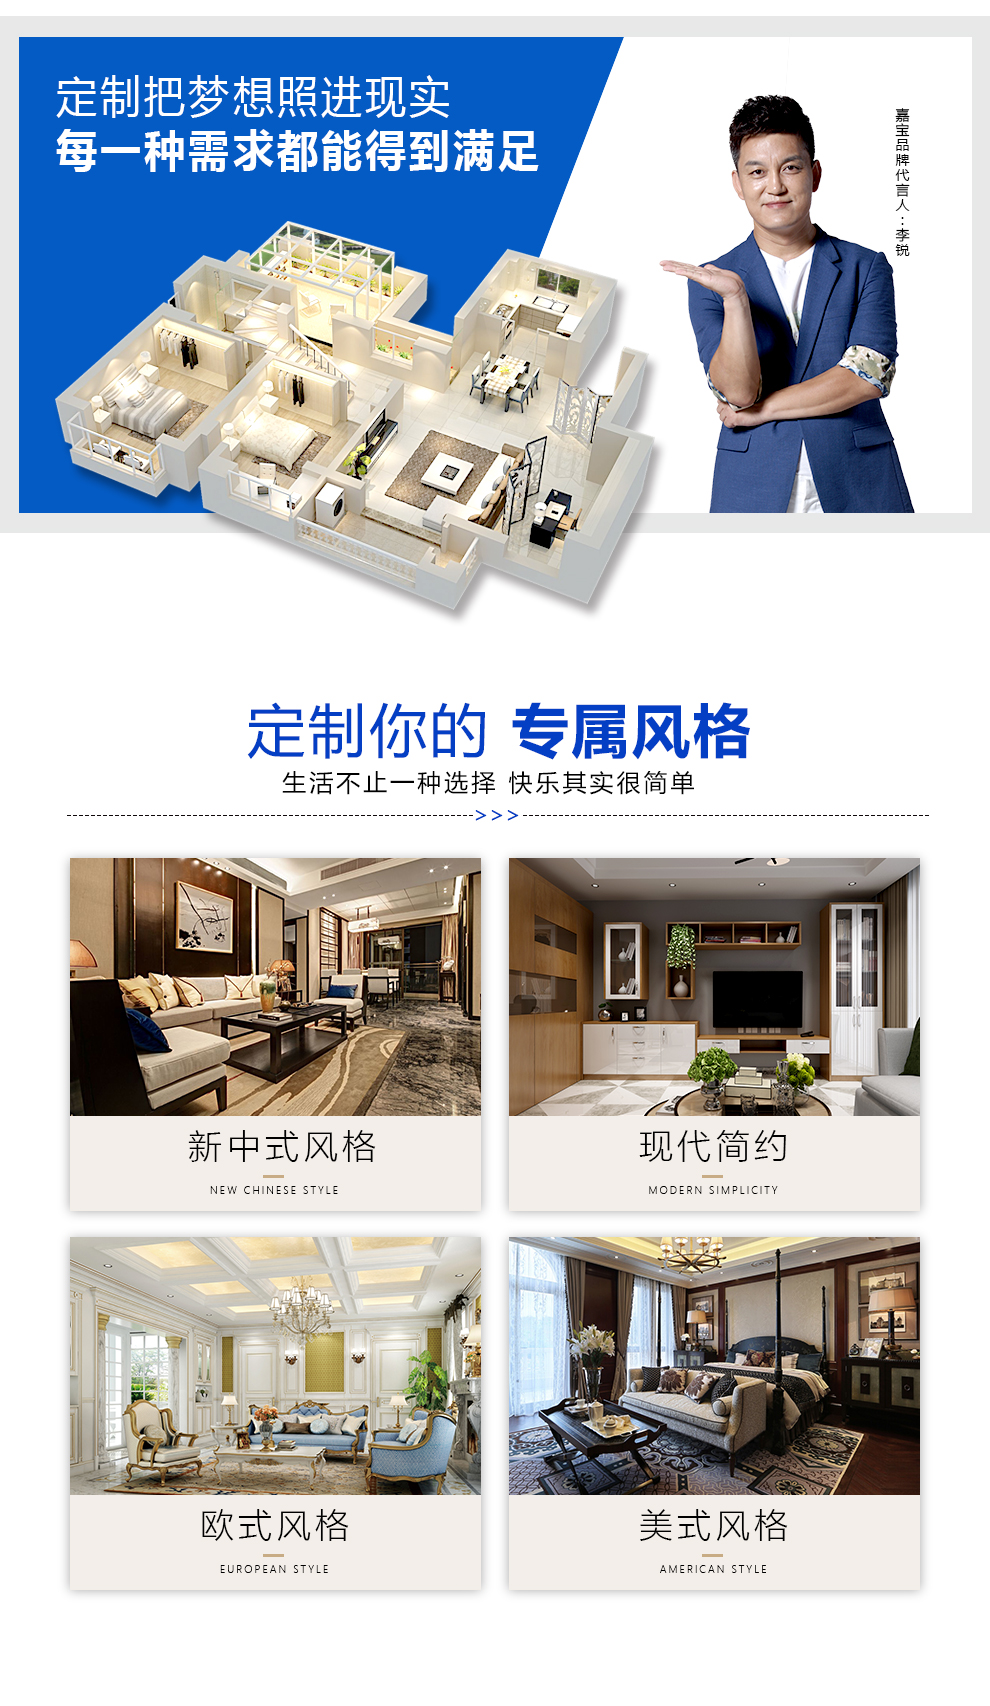 定制把梦想照进现实
每一种需求都能得到满足
嘉宝品牌代言人：李锐
定制你的 专属风格
生活不止一种选择 快乐其实很简单
>>>
新中式风格
NEW CHINESE STYLE
现代简约
MODERN SIMPLICITY
欧式风格
EUROPEAN STYLE
美式风格
AMERICAN STYLE